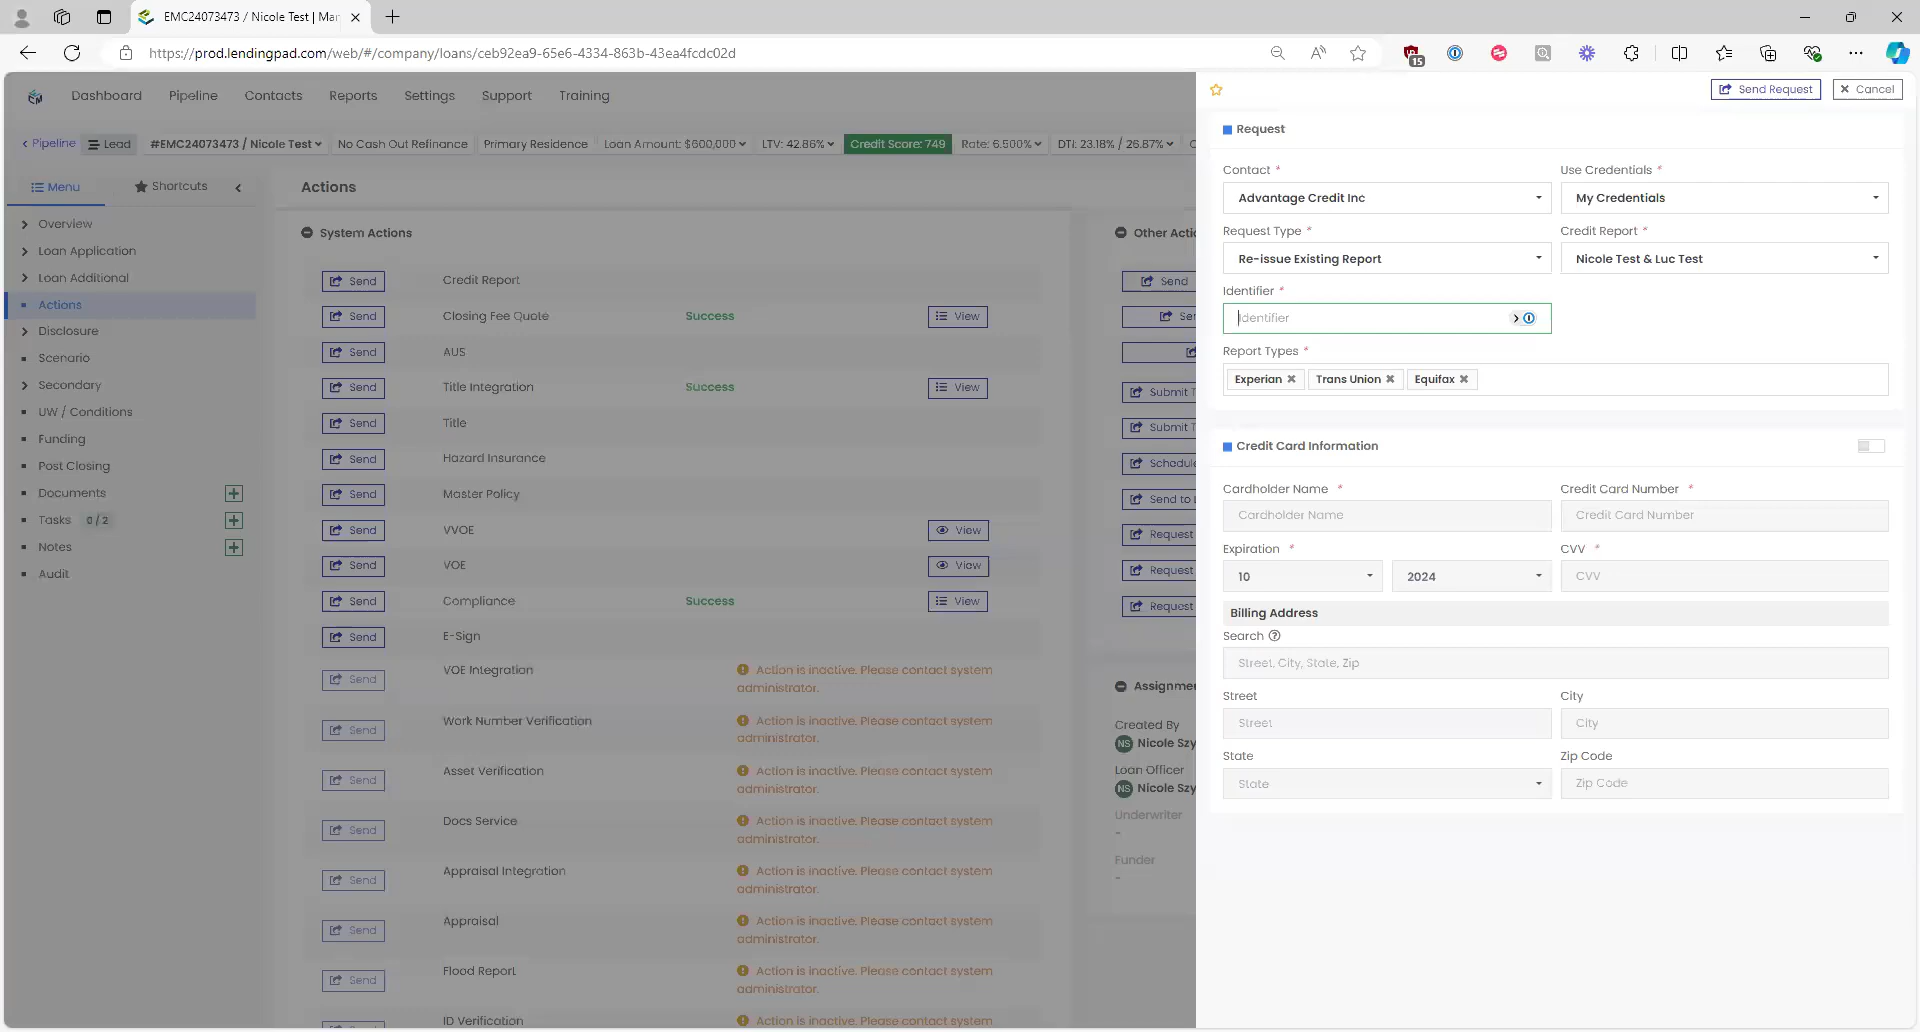 EMC24073473 / Nicole Test | Mar
https://prod.lendingpad.com/web/#/company/loans/ceb92ea9-65e6-4334-863b-43ea4fcdc02d
15
Dashboard Pipeline Contacts Reports Settings Support Training
Pipeline Lead #EMC24073473 / Nicole Test No Cash Out Refinance Primary Residence Loan Amount: $600,000 LTV: 42.86% Credit Score: 749 Rate: 6.500% DTI: 23.18% / 26.87%
Menu Shortcuts
Overview
Loan Application
Loan Additional
Actions
Disclosure
Scenario
Secondary
UW / Conditions
Funding
Post Closing
Documents
Tasks 0 / 2
Notes
Audit
Actions
System Actions
Send Credit Report
Send Closing Fee Quote Success View
Send AUS
Send Title Integration Success View
Send Title
Send Hazard Insurance
Send Master Policy
Send VVOE View
Send VOE View
Send Compliance Success View
Send E-Sign
Send VOE Integration Action is inactive. Please contact system
administrator.
Send Work Number Verification Action is inactive. Please contact system
administrator.
Send Asset Verification Action is inactive. Please contact system
administrator.
Send Docs Service Action is inactive. Please contact system
administrator.
Send Appraisal Integration Action is inactive. Please contact system
administrator.
Send Appraisal Action is inactive. Please contact system
administrator.
Send Flood Report Action is inactive. Please contact system
administrator.
ID Verification Action is inactive. Please contact system
Other Actio
Send
Ser
Submit T
Submit T
Schedule
Send to
Request
Request
Request
Assignme
Created By
NS Nicole Szy
Loan Officer
NS Nicole Szy
Underwriter
-
Funder
-
Send Request Cancel
Request
Contact * Use Credentials *
Advantage Credit Inc My Credentials
Request Type * Credit Report *
Re-issue Existing Report Nicole Test & Luc Test
Identifier *
Identifier
Report Types *
Experian Trans Union Equifax
Credit Card Information
Cardholder Name * Credit Card Number *
Cardholder Name Credit Card Number
Expiration * CVV *
10 2024 CVV
Billing Address
Search
Street, City, State, Zip
Street City
Street City
State Zip Code
State Zip Code